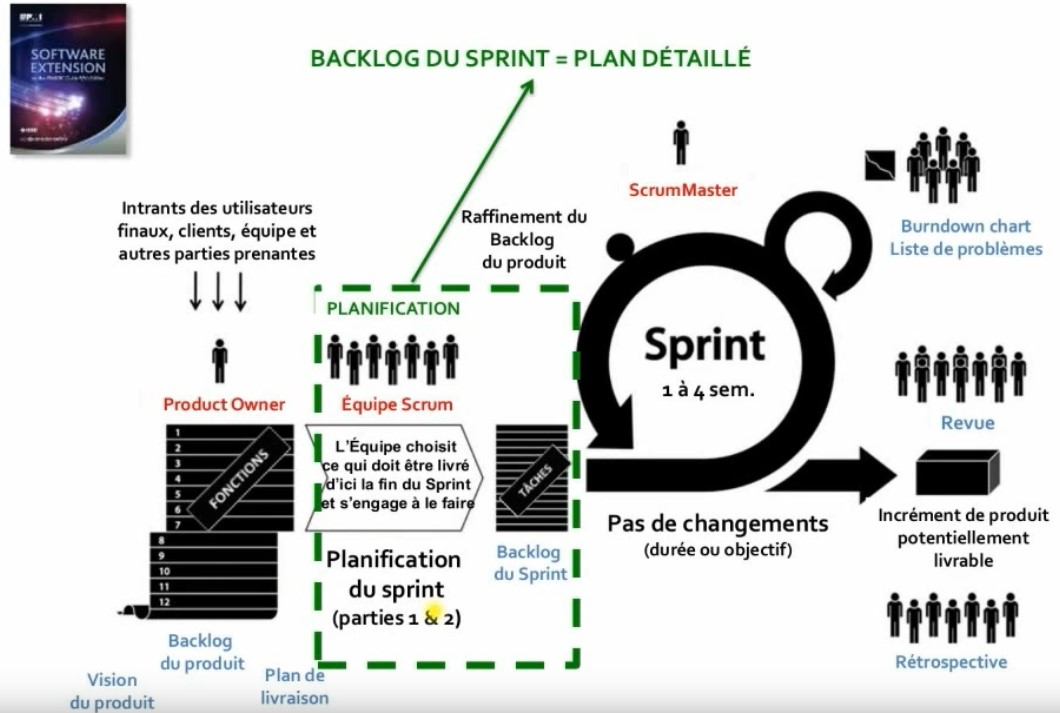 SOFTWARE
EXTENSION
BACKLOG DU SPRINT = PLAN DÉTAILLÉ
ScrumMaster
Burndown chart
Liste de problèmes
Intrants des utilisateurs
finaux, clients, équipe et
autres parties prenantes
Raffinement du
Backlog
du produit
PLANIFICATION
Sprint
1 à 4 sem.
Product Owner
Équipe Scrum
Revue
1
2
3
4
5
6
7
8
9
10
11
12
FONCTIONS
L'Équipe choisit
ce qui doit être livré
d'ici la fin du Sprint
et s'engage à le faire
TÂCHES
Planification
du sprint
(parties 1 & 2)
Backlog
du Sprint
Pas de changements
(durée ou objectif)
Incrément de produit
potentiellement
livrable
Rétrospective
Backlog
du produit
Vision
du produit
Plan de
livraison